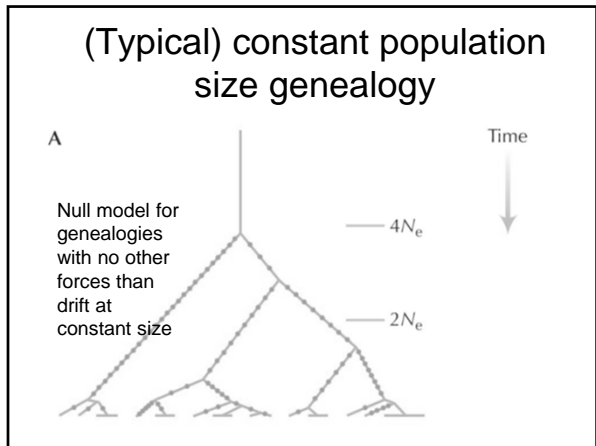 (Typical) constant population
size genealogy
A
Time
Null model for
genealogies
with no other
forces than
drift at
constant size
4Nₑ
2Nₑ